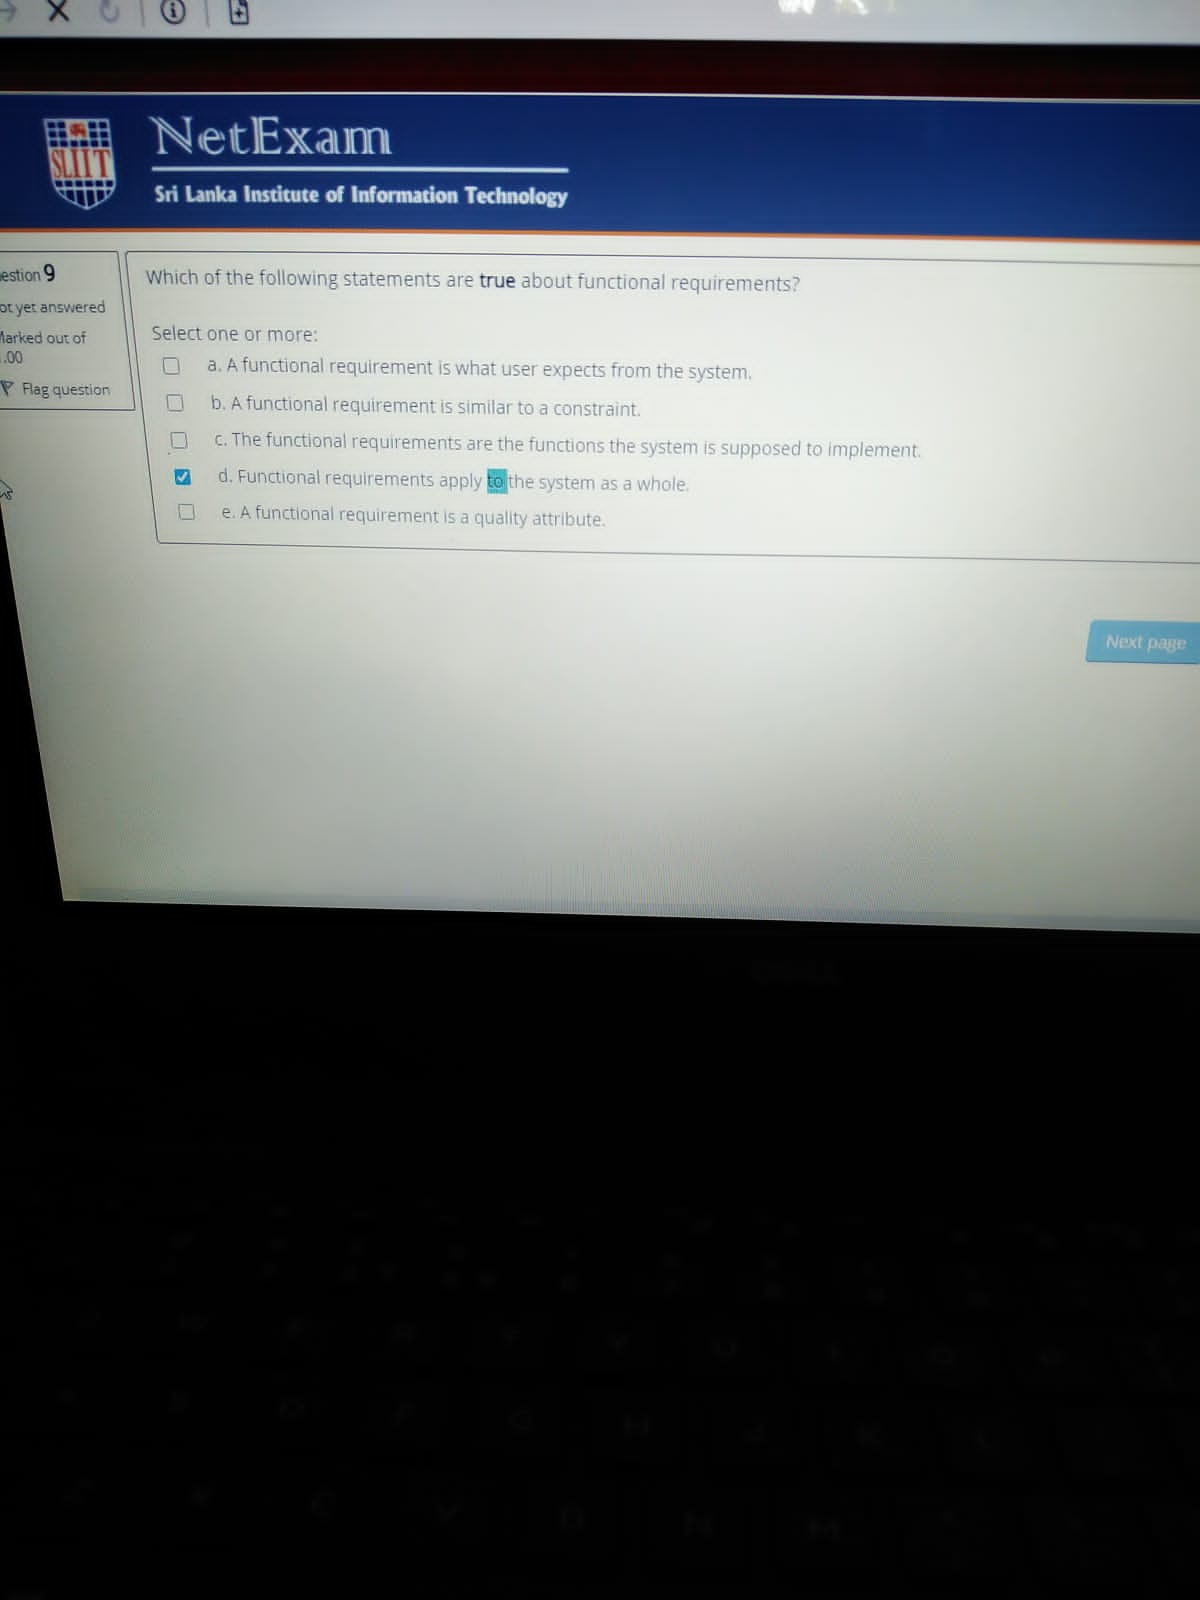 NetExam
SLIIT
Sri Lanka Institute of Information Technology
estion 9
ot yet answered
Marked out of
.00
Flag question
Which of the following statements are true about functional requirements?
Select one or more:
a. A functional requirement is what user expects from the system.
b. A functional requirement is similar to a constraint.
c. The functional requirements are the functions the system is supposed to implement.
d. Functional requirements apply to the system as a whole.
e. A functional requirement is a quality attribute.
Next page